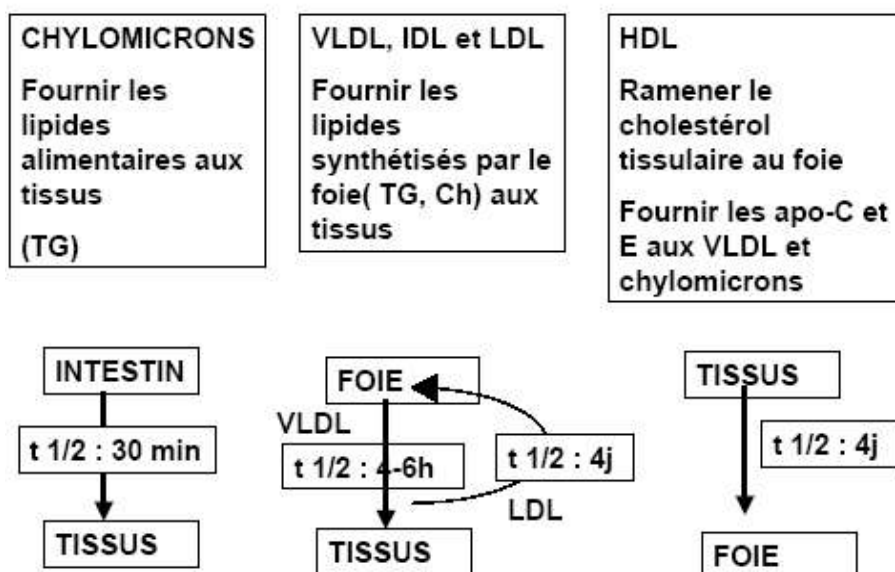 CHYLOMICRONS
Fournir les
lipides
alimentaires aux
tissus
(TG)
VLDL, IDL et LDL
Fournir les
lipides
synthétisés par le
foie( TG, Ch) aux
tissus
HDL
Ramener le
cholestérol
tissulaire au foie
Fournir les apo-C et
E aux VLDL et
chylomicrons
INTESTIN
t 1/2 : 30 min
TISSUS
FOIE
VLDL
t 1/2 : 4-6h
t 1/2 : 4j
LDL
TISSUS
TISSUS
t 1/2 : 4j
FOIE